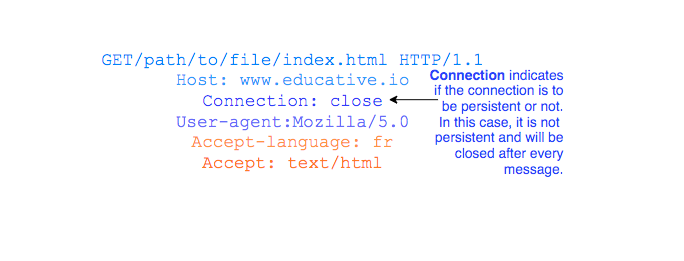 GET/path/to/file/index.html HTTP/1.1
Host: www.educative.io
Connection: close
User-agent:Mozilla/5.0
Accept-language: fr
Accept: text/html
Connection indicates
if the connection is to
be persistent or not.
In this case, it is not
persistent and will be
closed after every
message.